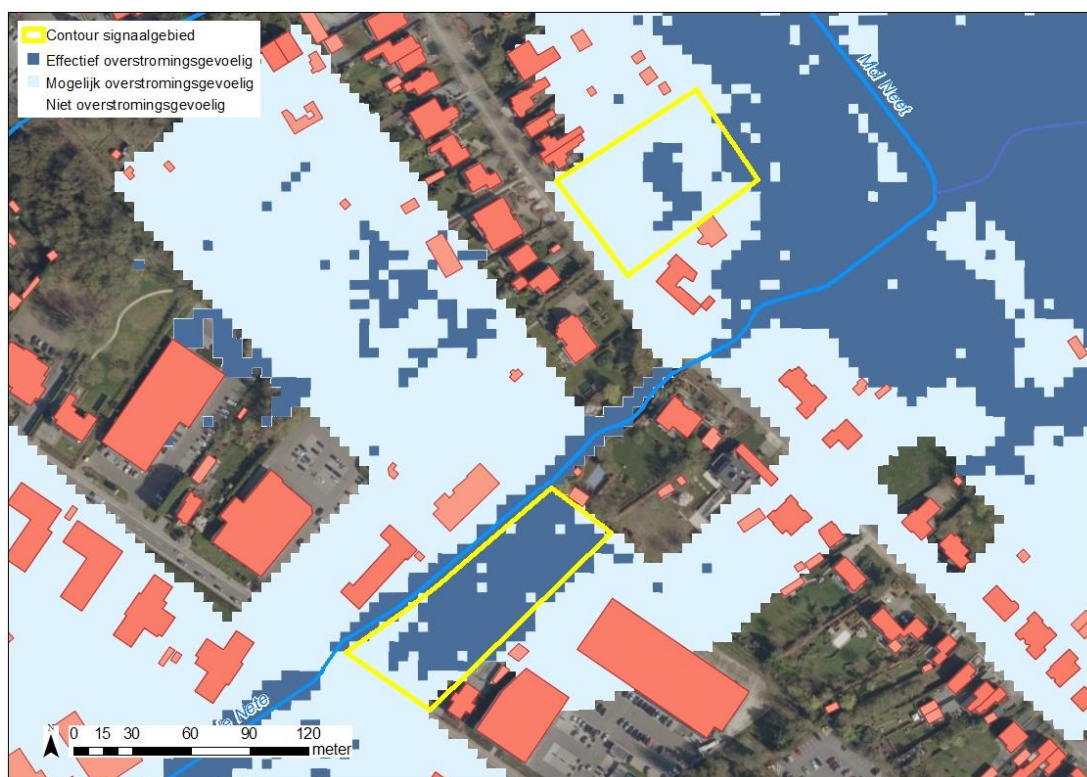 Contour signaalgebied
Effectief overstromingsgevoelig
Mogelijk overstromingsgevoelig
Niet overstromingsgevoelig
Mol Neet
Nete
N
0 15 30 60 90 120
meter